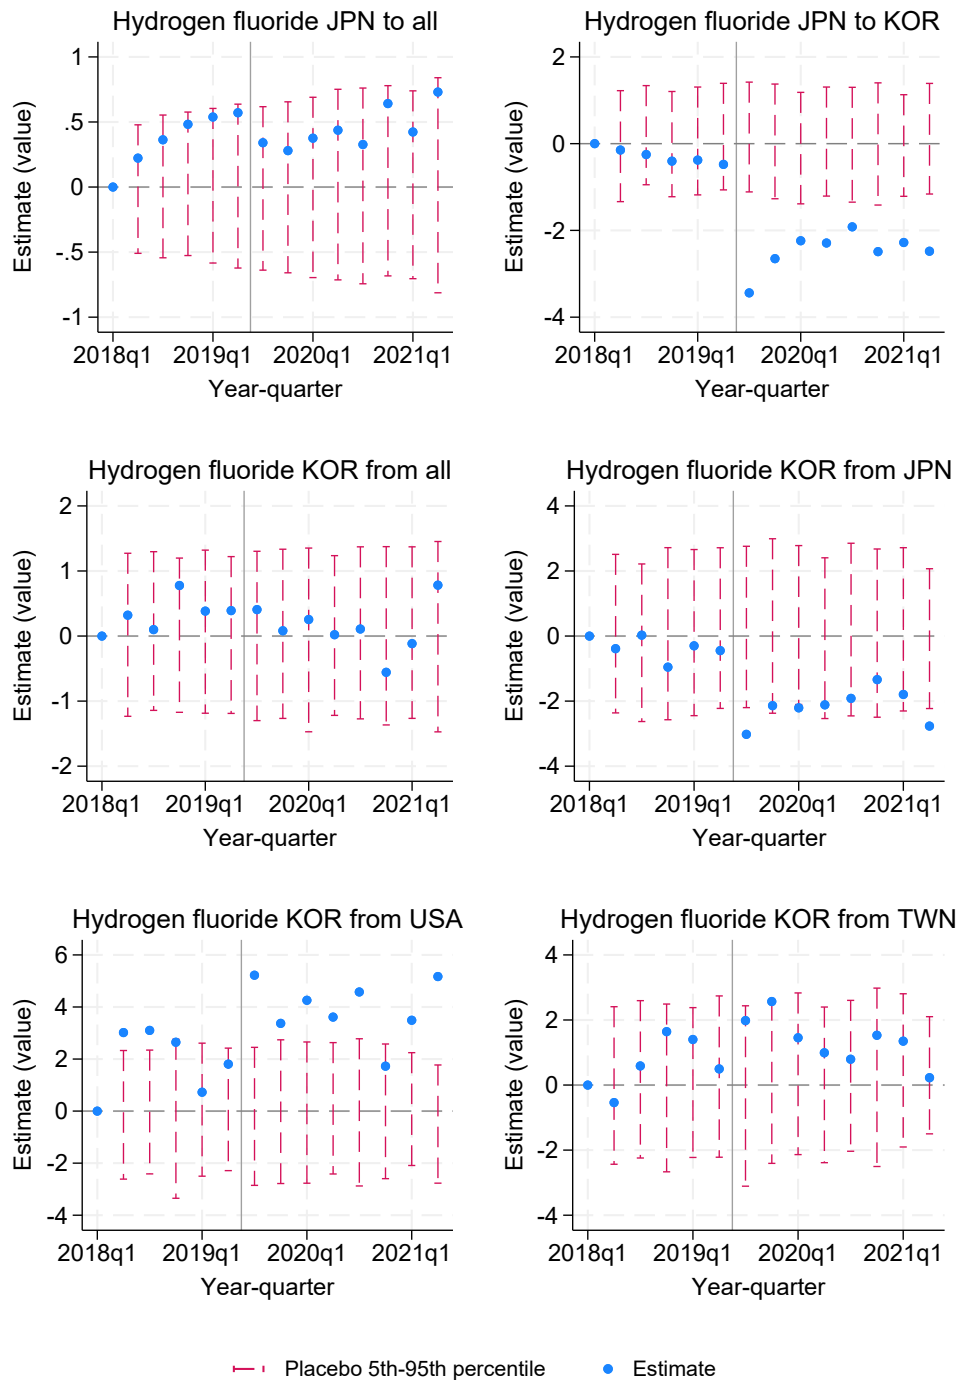 Hydrogen fluoride JPN to all
Estimate (value)
1
.5
0
-.5
-1
2018q1 2019q1 2020q1 2021q1
Year-quarter
Hydrogen fluoride JPN to KOR
Estimate (value)
2
0
-2
-4
2018q1 2019q1 2020q1 2021q1
Year-quarter
Hydrogen fluoride KOR from all
Estimate (value)
2
1
0
-1
-2
2018q1 2019q1 2020q1 2021q1
Year-quarter
Hydrogen fluoride KOR from JPN
Estimate (value)
4
2
0
-2
-4
2018q1 2019q1 2020q1 2021q1
Year-quarter
Hydrogen fluoride KOR from USA
Estimate (value)
6
4
2
0
-2
-4
2018q1 2019q1 2020q1 2021q1
Year-quarter
Hydrogen fluoride KOR from TWN
Estimate (value)
4
2
0
-2
-4
2018q1 2019q1 2020q1 2021q1
Year-quarter
Placebo 5th-95th percentile Estimate